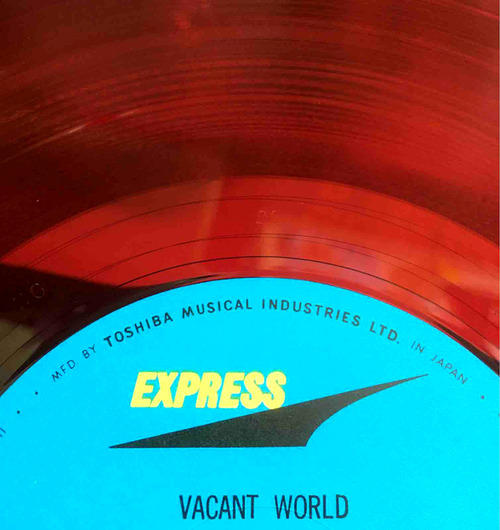 MFD BY TOSHIBA MUSICAL INDUSTRIES LTD. IN JAPAN
EXPRESS
VACANT WORLD